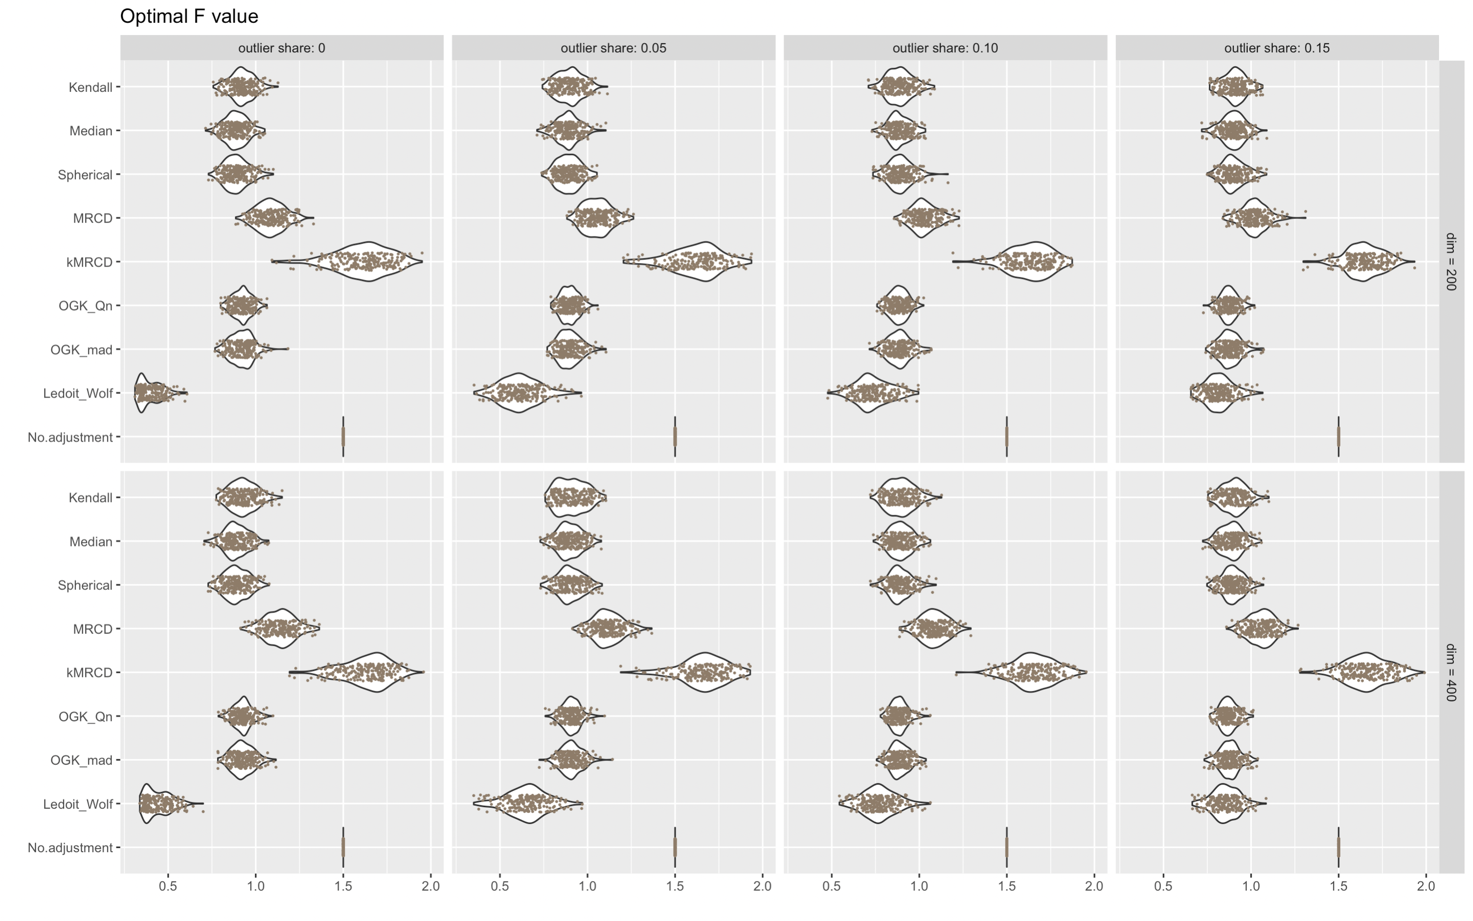 Optimal F value
outlier share: 0
outlier share: 0.05
outlier share: 0.10
outlier share: 0.15
Kendall
Median
Spherical
MRCD
kMRCD
OGK_Qn
OGK_mad
Ledoit_Wolf
No.adjustment
dim = 200
Kendall
Median
Spherical
MRCD
kMRCD
OGK_Qn
OGK_mad
Ledoit_Wolf
No.adjustment
dim = 400
0.5 1.0 1.5 2.0
0.5 1.0 1.5 2.0
0.5 1.0 1.5 2.0
0.5 1.0 1.5 2.0